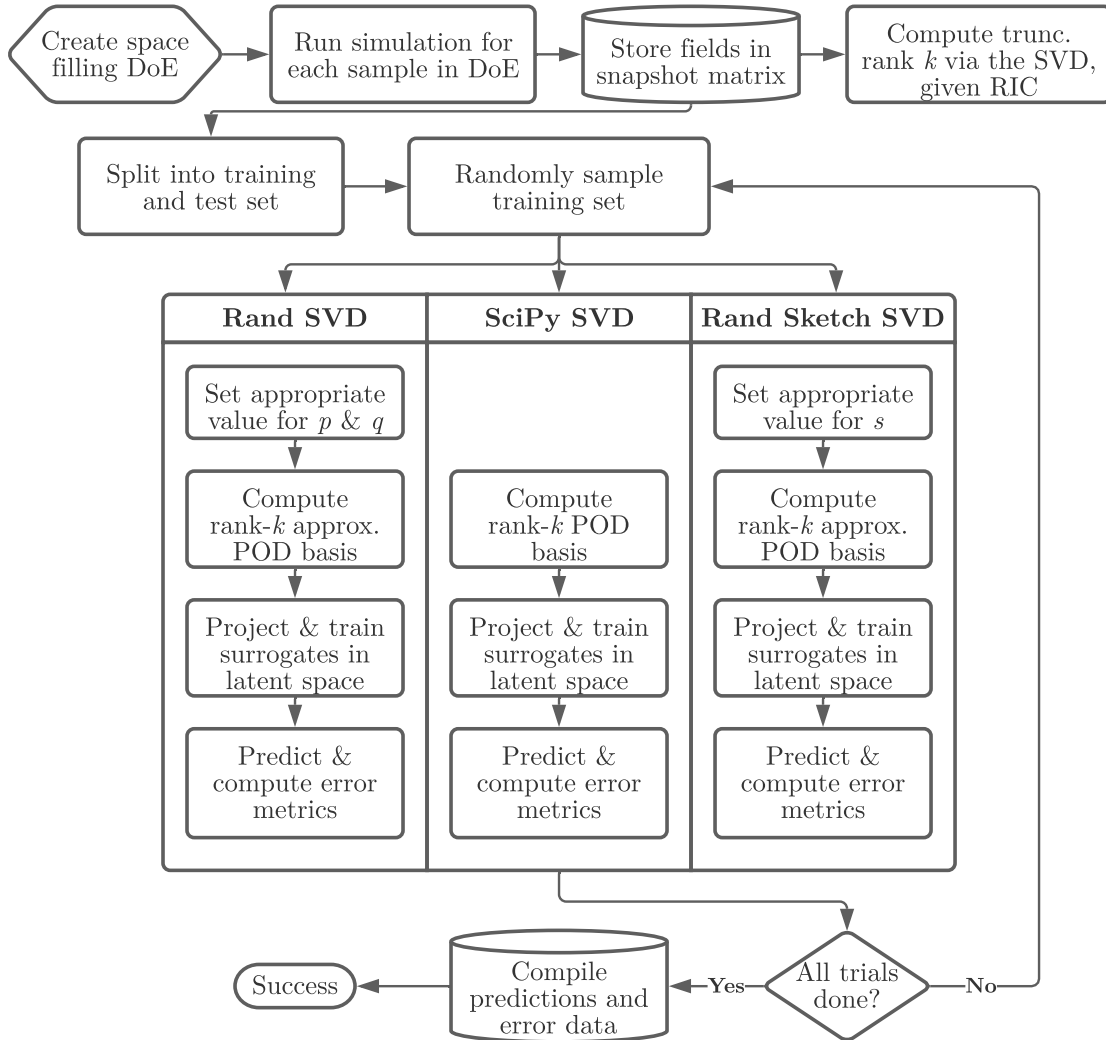 Create space
filling DoE
Run simulation for
each sample in DoE
Store fields in
snapshot matrix
Compute trunc.
rank k via the SVD,
given RIC
Split into training
and test set
Randomly sample
training set
Rand SVD
SciPy SVD
Rand Sketch SVD
Set appropriate
value for p & q
Compute
rank-k approx.
POD basis
Project & train
surrogates in
latent space
Predict &
compute error
metrics
Compute
rank-k POD
basis
Project & train
surrogates in
latent space
Predict &
compute error
metrics
Set appropriate
value for s
Compute
rank-k approx.
POD basis
Project & train
surrogates in
latent space
Predict &
compute error
metrics
All trials
done?
No
Yes
Compile
predictions and
error data
Success